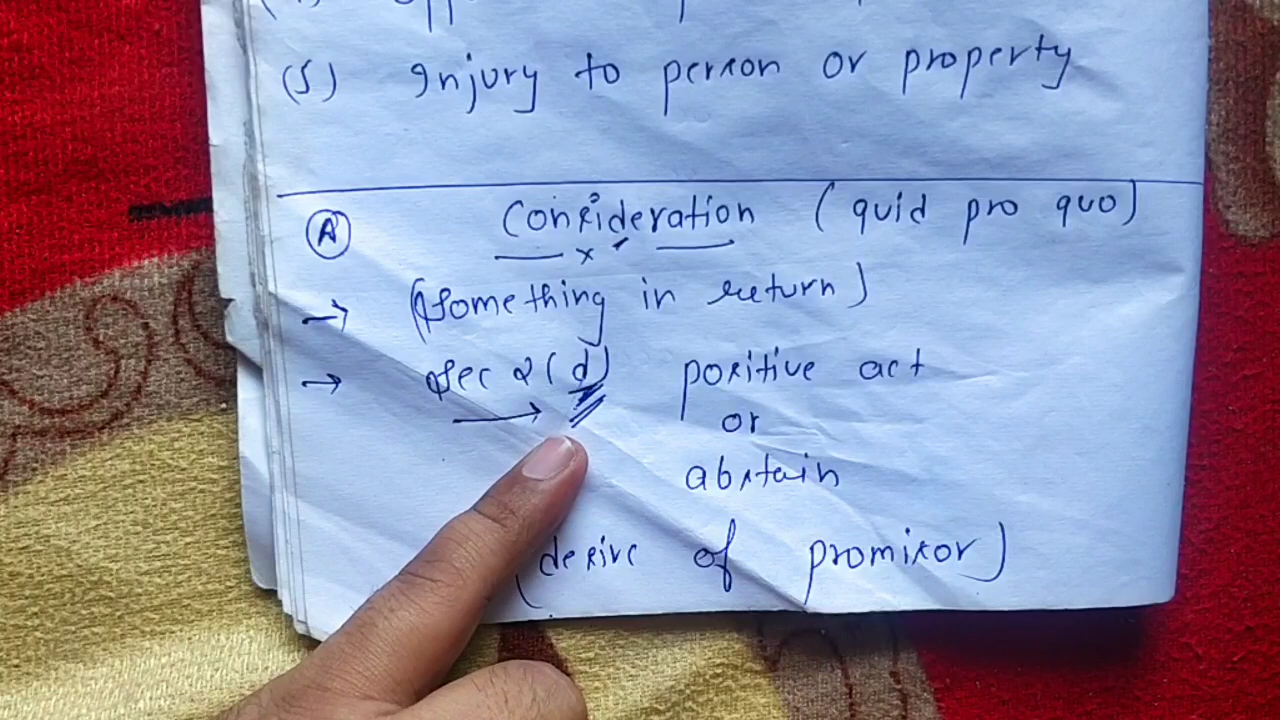 (5) Injury to person or property
(A) Consideration (quid pro quo)
→ (something in return)
→ Sec 2(d) positive act
or
abstain
(desire of promisor)